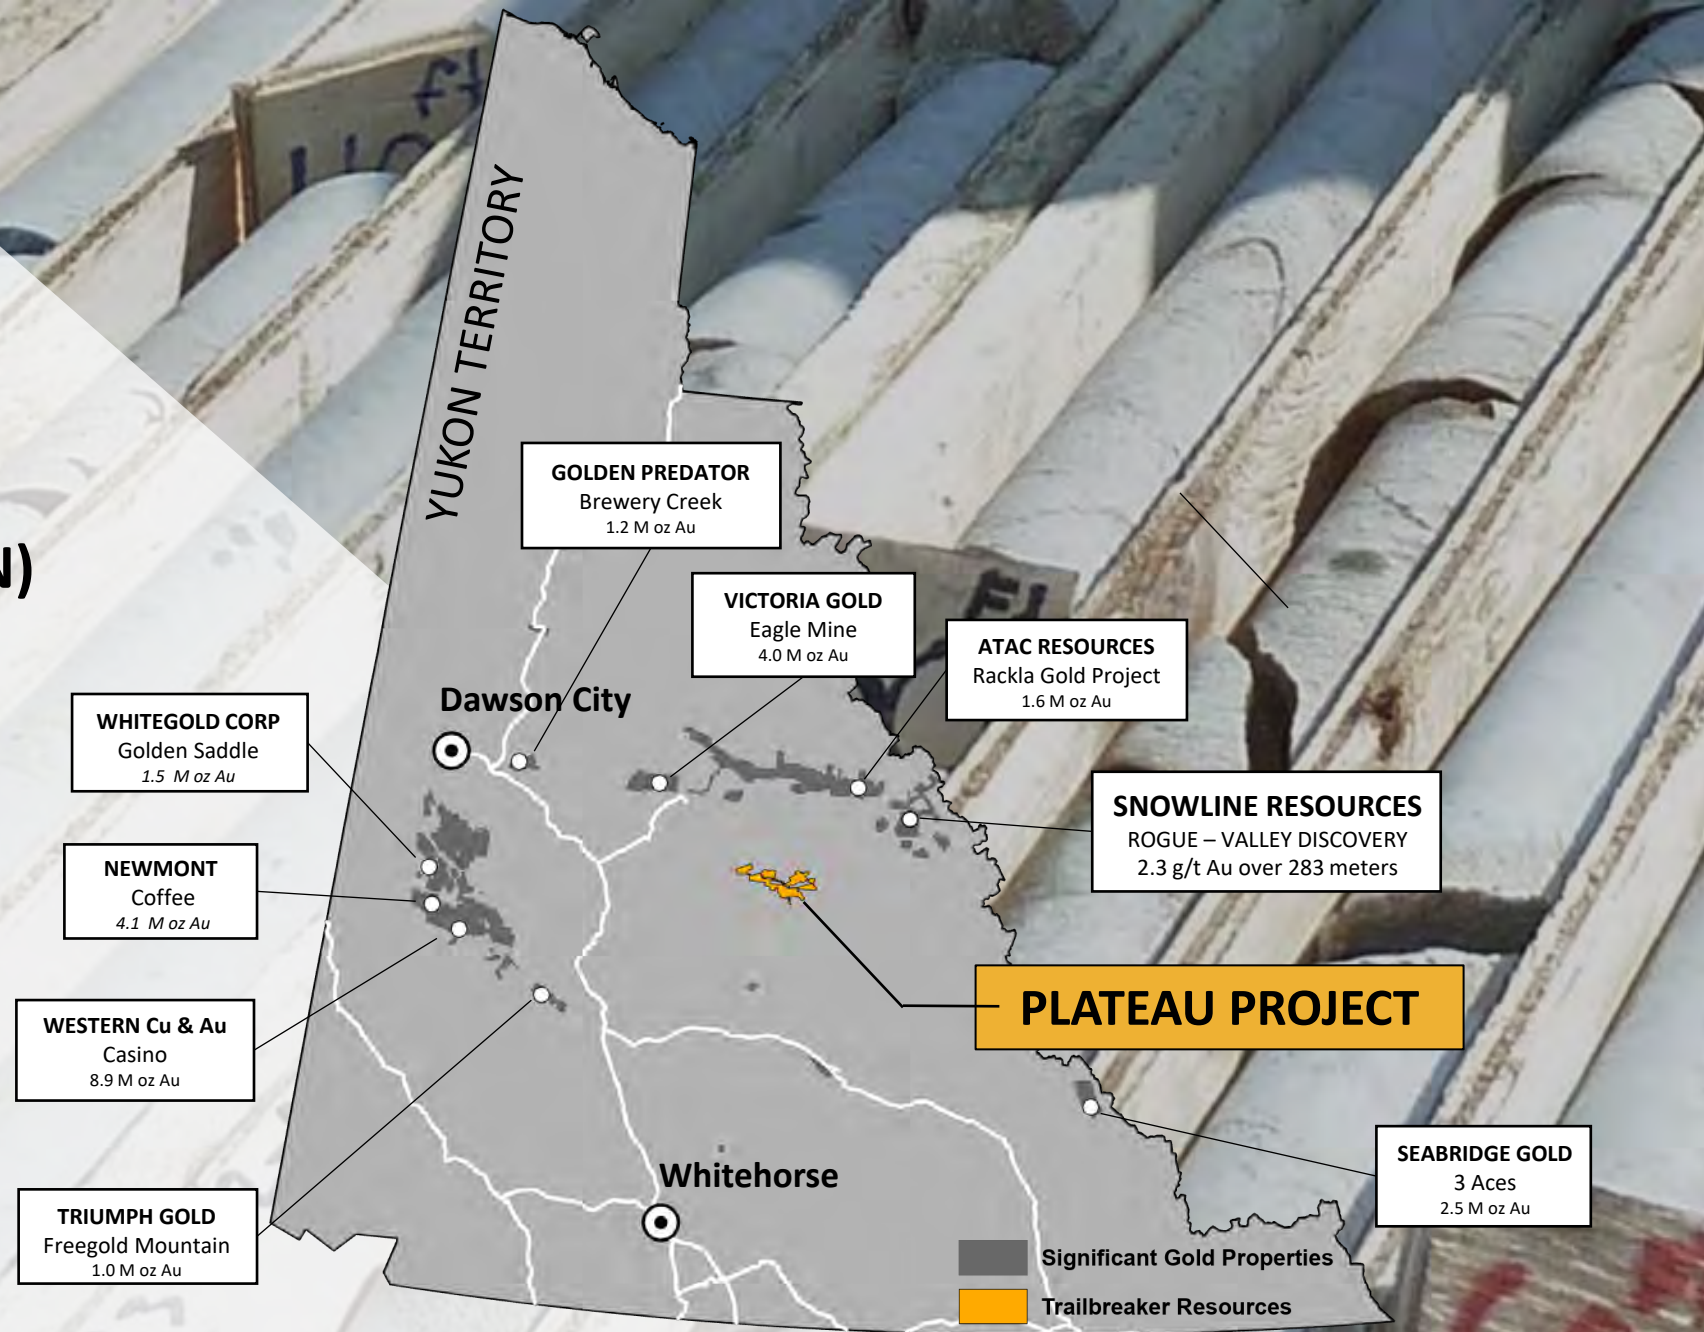 YUKON TERRITORY
N)
GOLDEN PREDATOR
Brewery Creek
1.2 M oz Au
VICTORIA GOLD
Eagle Mine
4.0 M oz Au
ATAC RESOURCES
Rackla Gold Project
1.6 M oz Au
Dawson City
WHITEGOLD CORP
Golden Saddle
1.5 M oz Au
SNOWLINE RESOURCES
ROGUE – VALLEY DISCOVERY
2.3 g/t Au over 283 meters
NEWMONT
Coffee
4.1 M oz Au
PLATEAU PROJECT
WESTERN Cu & Au
Casino
8.9 M oz Au
SEABRIDGE GOLD
3 Aces
2.5 M oz Au
Whitehorse
TRIUMPH GOLD
Freegold Mountain
1.0 M oz Au
Significant Gold Properties
Trailbreaker Resources